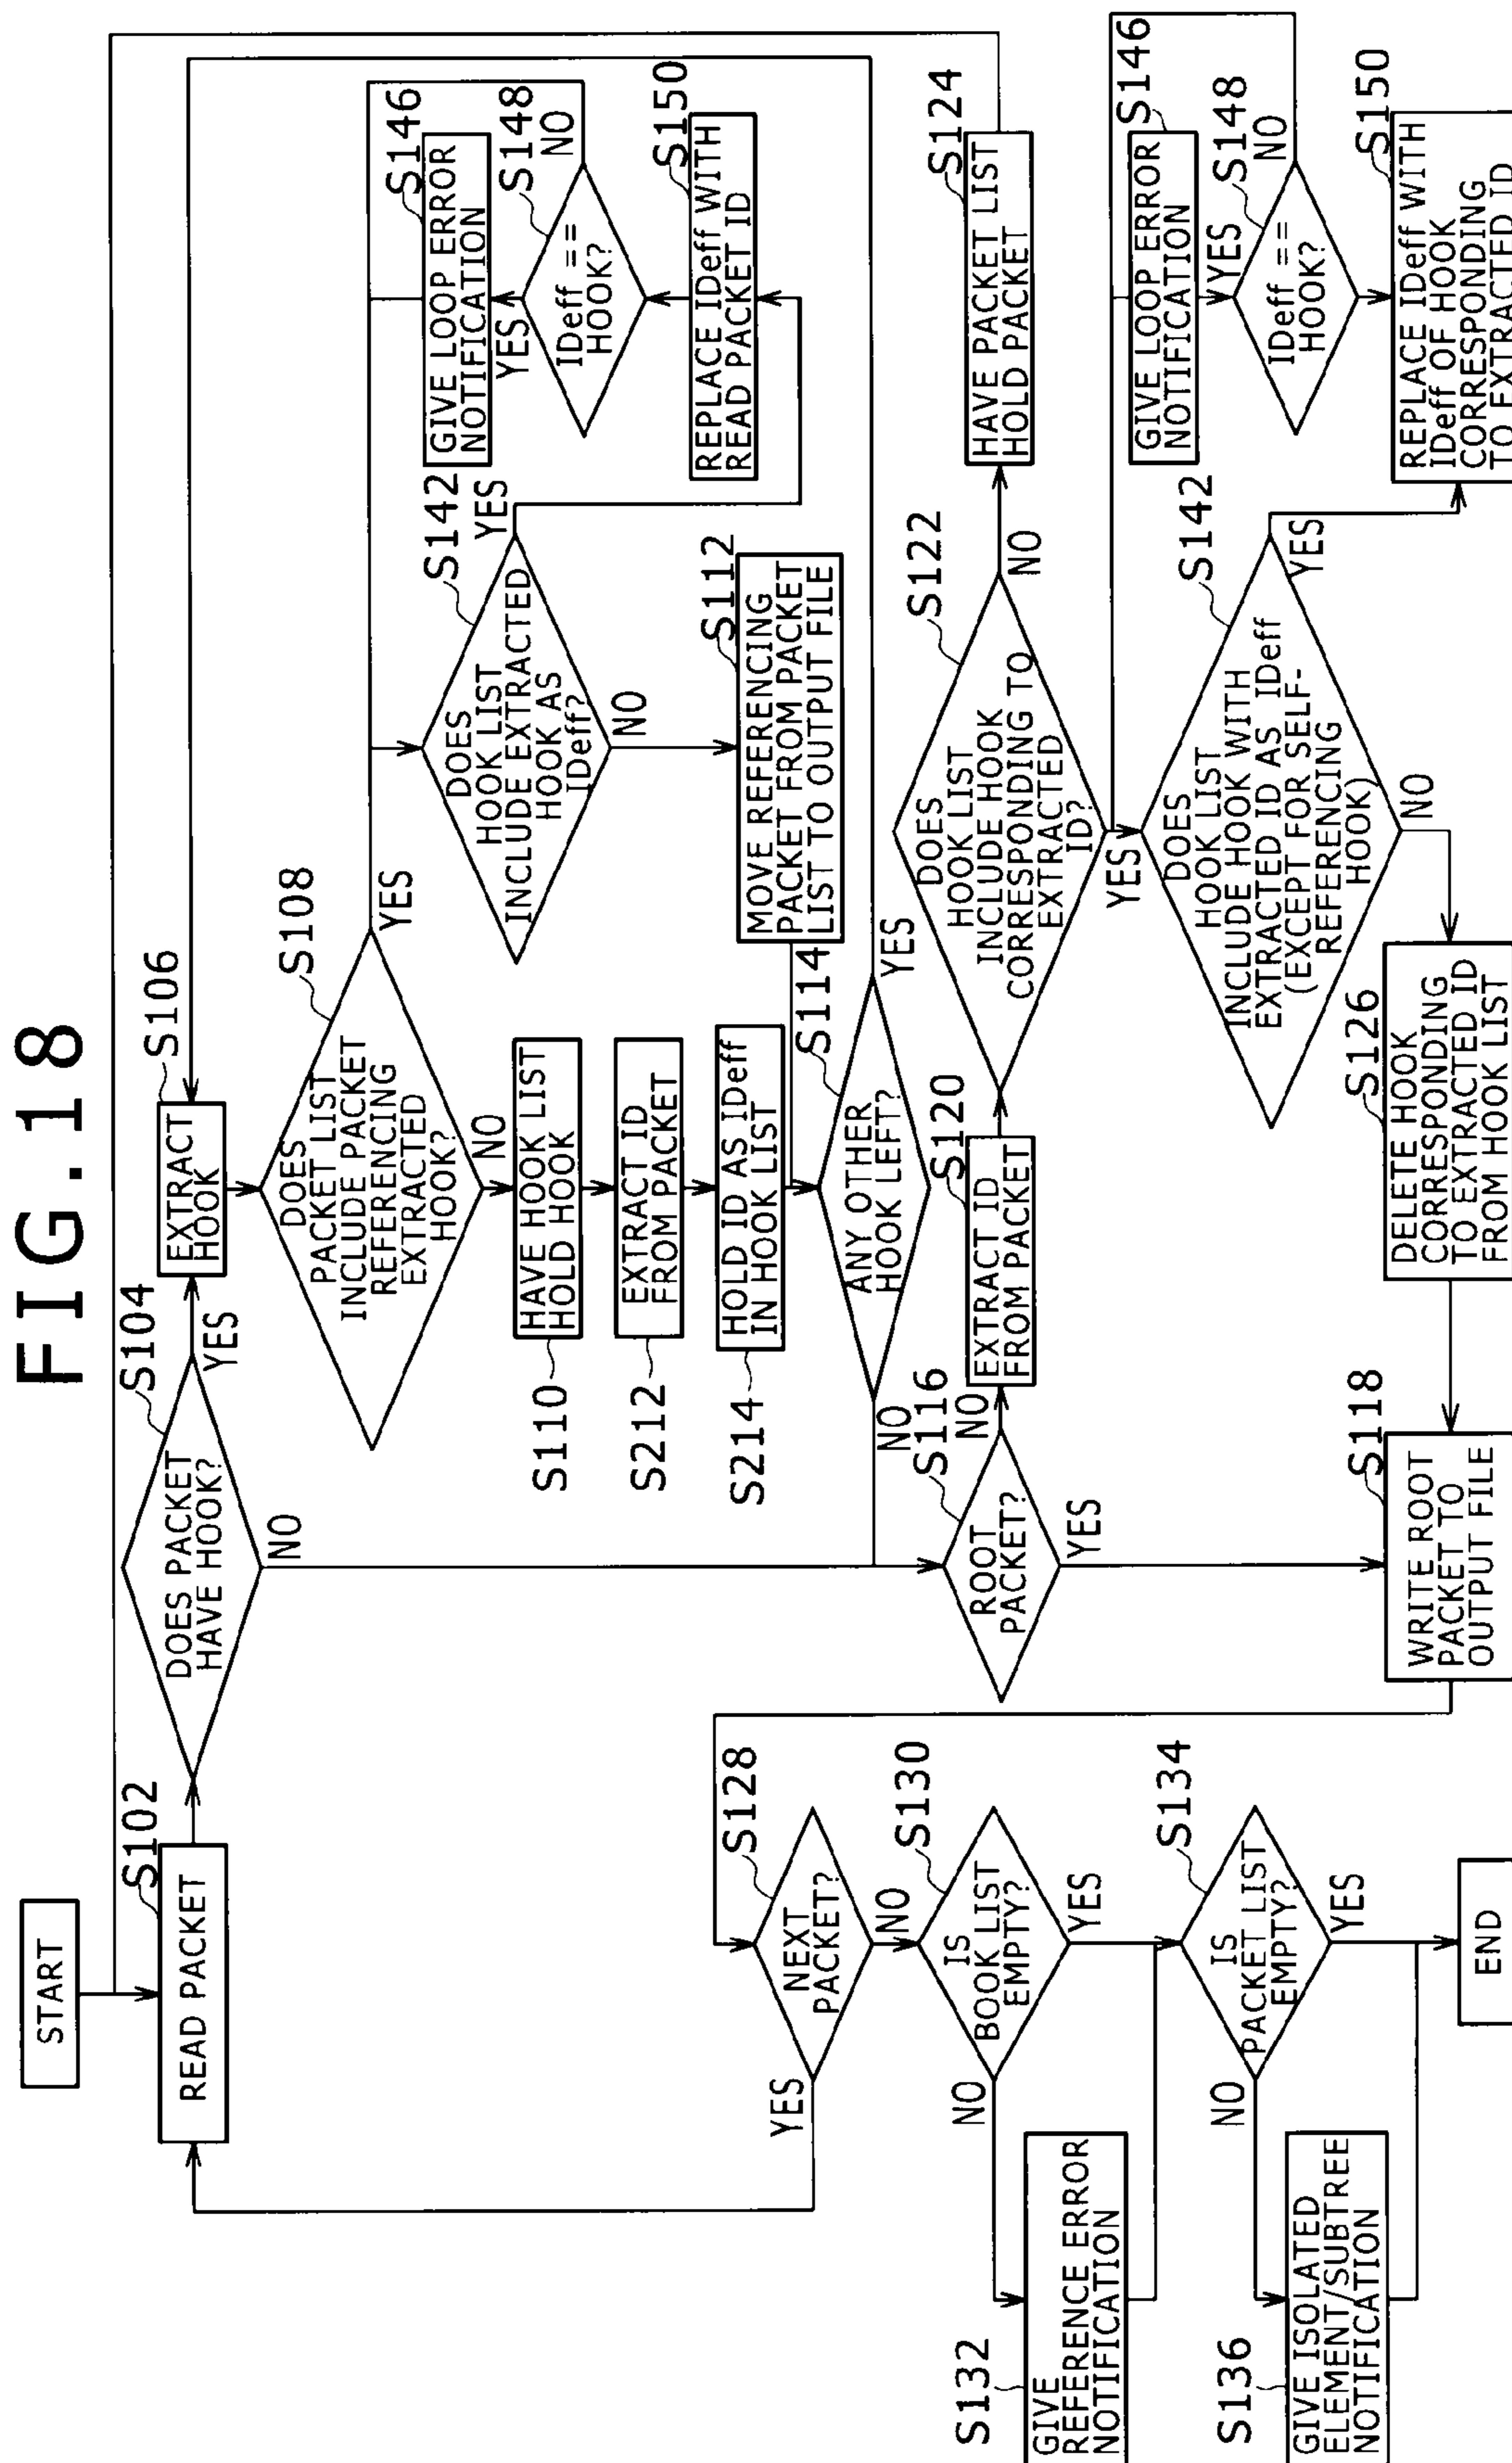 FIG.18
START
READ PACKET
S102
DOES PACKET
HAVE HOOK?
S104
YES
NO
EXTRACT
HOOK
S106
DOES
PACKET LIST
INCLUDE PACKET
REFERENCING
EXTRACTED
HOOK?
S108
YES
NO
HAVE HOOK LIST
HOLD HOOK
S110
EXTRACT ID
FROM PACKET
S212
HOLD ID AS IDeff
IN HOOK LIST
S214
DOES
HOOK LIST
INCLUDE EXTRACTED
HOOK AS
IDeff?
S142
YES
NO
GIVE LOOP ERROR
NOTIFICATION
S146
YES
IDeff ==
HOOK?
S148
NO
REPLACE IDeff WITH
READ PACKET ID
S150
MOVE REFERENCING
PACKET FROM PACKET
LIST TO OUTPUT FILE
S112
ANY OTHER
HOOK LEFT?
S114
YES
NO
ROOT
PACKET?
S116
NO
YES
EXTRACT ID
FROM PACKET
S120
DOES
HOOK LIST
INCLUDE HOOK
CORRESPONDING TO
EXTRACTED
ID?
S122
NO
YES
HAVE PACKET LIST
HOLD PACKET
S124
DOES
HOOK LIST
INCLUDE HOOK WITH
EXTRACTED ID AS IDeff
(EXCEPT FOR SELF-
REFERENCING
HOOK)
S142
YES
NO
GIVE LOOP ERROR
NOTIFICATION
S146
YES
IDeff ==
HOOK?
S148
NO
REPLACE WITH
IDeff OF HOOK
CORRESPONDING
TO EXTRACTED ID
S150
DELETE HOOK
CORRESPONDING
TO EXTRACTED ID
FROM HOOK LIST
S126
WRITE ROOT
PACKET TO
OUTPUT FILE
S118
NEXT
PACKET?
S128
YES
NO
IS
BOOK LIST
EMPTY?
S130
NO
YES
GIVE
REFERENCE ERROR
NOTIFICATION
S132
IS
PACKET LIST
EMPTY?
S134
NO
YES
GIVE ISOLATED
ELEMENT/SUBTREE
NOTIFICATION
S136
END